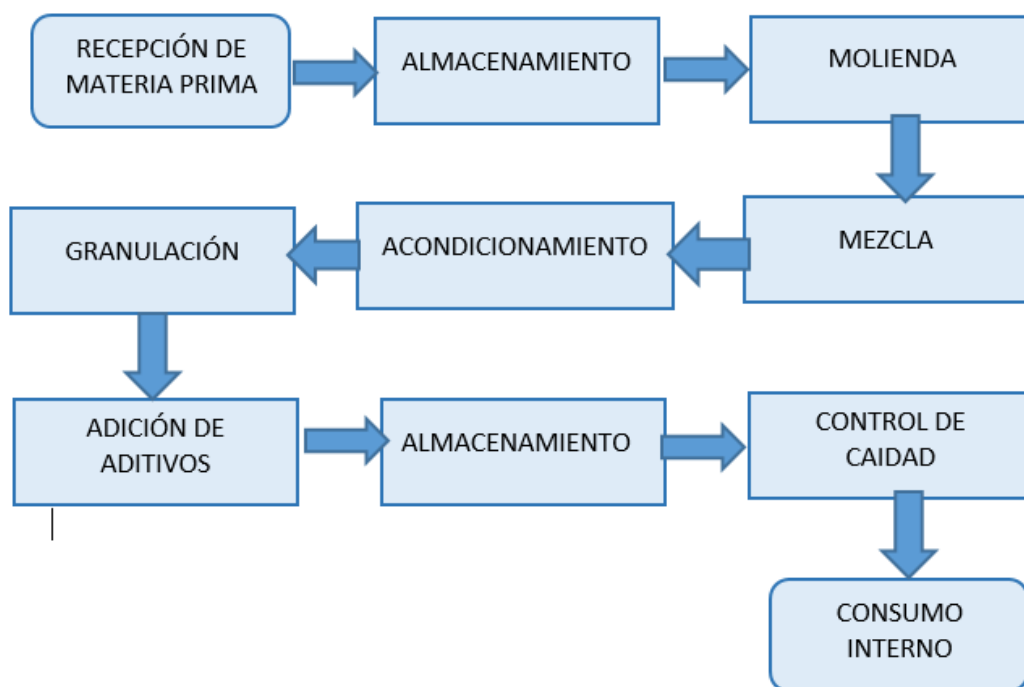 RECEPCIÓN DE
MATERIA PRIMA
ALMACENAMIENTO
MOLIENDA
MEZCLA
ACONDICIONAMIENTO
GRANULACIÓN
ADICIÓN DE
ADITIVOS
ALMACENAMIENTO
CONTROL DE
CAIDAD
CONSUMO
INTERNO